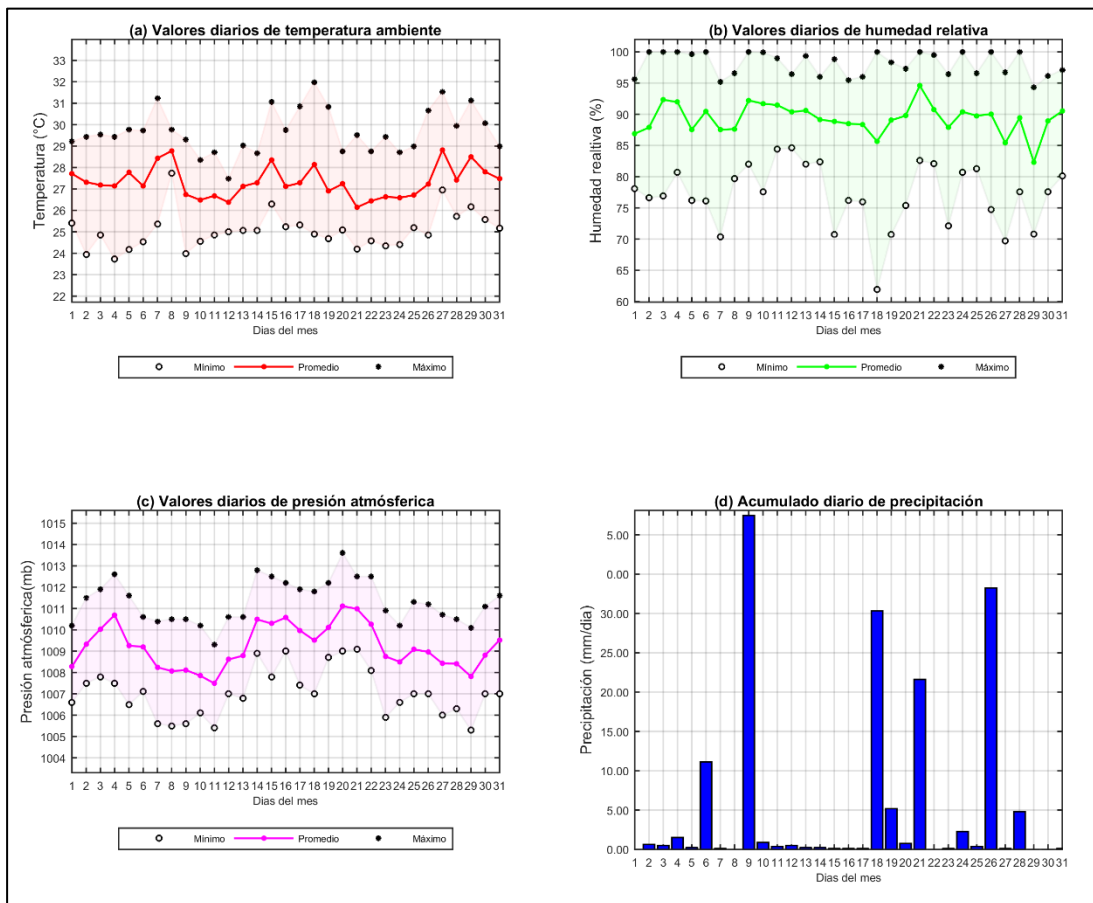 (a) Valores diarios de temperatura ambiente
33
32
31
30
29
28
27
26
25
24
23
22
Temperatura (°C)
1 2 3 4 5 6 7 8 9 10 11 12 13 14 15 16 17 18 19 20 21 22 23 24 25 26 27 28 29 30 31
Dias del mes
Mínimo Promedio Máximo
(b) Valores diarios de humedad relativa
100
95
90
85
80
75
70
65
60
Humedad realtiva (%)
1 2 3 4 5 6 7 8 9 10 11 12 13 14 15 16 17 18 19 20 21 22 23 24 25 26 27 28 29 30 31
Dias del mes
Mínimo Promedio Máximo
(c) Valores diarios de presión atmósferica
1015
1014
1013
1012
1011
1010
1009
1008
1007
1006
1005
1004
Presión atmósferica(mb)
1 2 3 4 5 6 7 8 9 10 11 12 13 14 15 16 17 18 19 20 21 22 23 24 25 26 27 28 29 30 31
Dias del mes
Mínimo Promedio Máximo
(d) Acumulado diario de precipitación
5.00
0.00
30.00
25.00
20.00
15.00
10.00
5.00
0.00
Precipitación (mm/dia)
1 2 3 4 5 6 7 8 9 10 11 12 13 14 15 16 17 18 19 20 21 22 23 24 25 26 27 28 29 30 31
Dias del mes